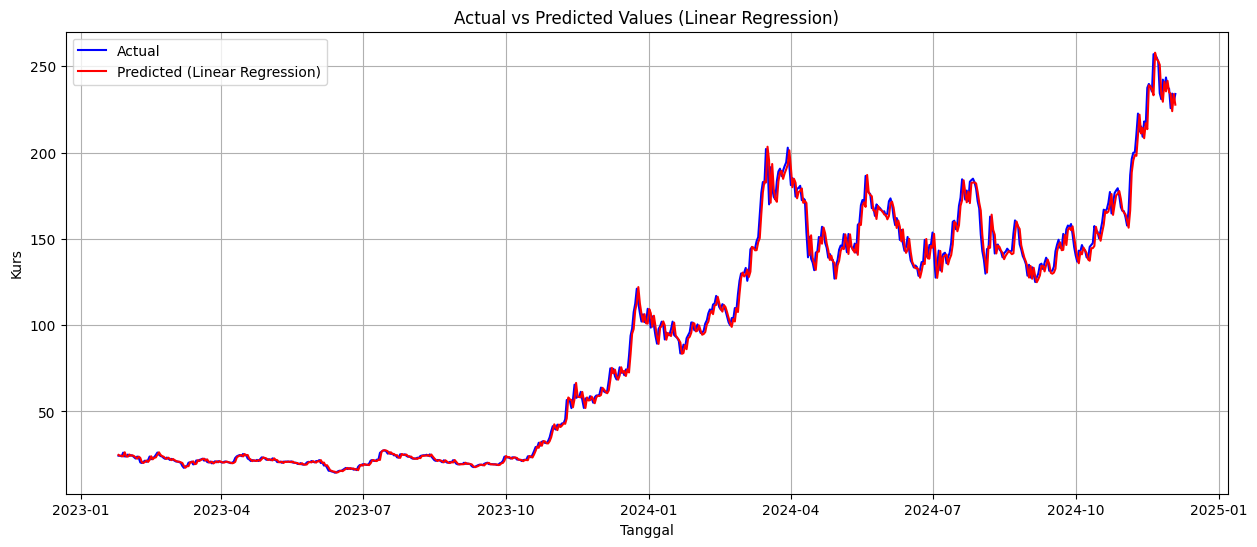 Actual vs Predicted Values (Linear Regression)
Actual
Predicted (Linear Regression)
250
200
150
100
50
Kurs
2023-01 2023-04 2023-07 2023-10 2024-01 2024-04 2024-07 2024-10 2025-01
Tanggal